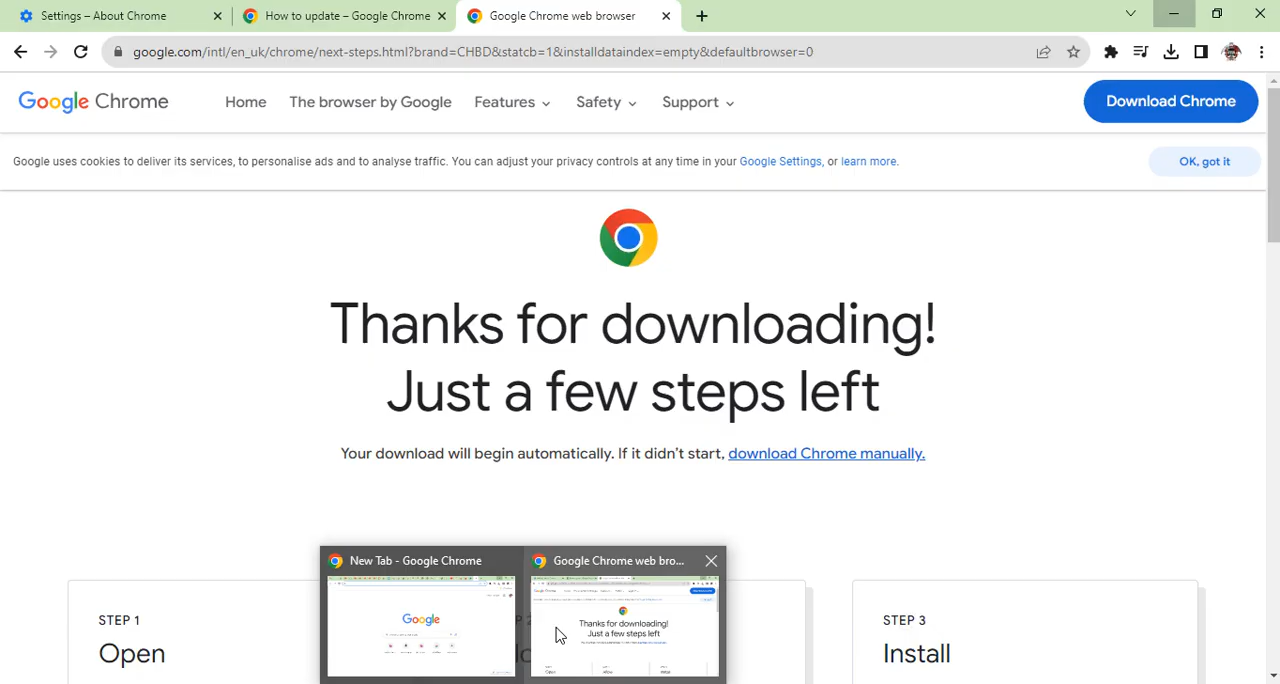 Settings – About Chrome
How to update – Google Chrome
Google Chrome web browser
google.com/intl/en_uk/chrome/next-steps.html?brand=CHBD&statcb=1&installdataindex=empty&defaultbrowser=0
Google Chrome
Home
The browser by Google
Features
Safety
Support
Download Chrome
Google uses cookies to deliver its services, to personalise ads and to analyse traffic. You can adjust your privacy controls at any time in your Google Settings, or learn more.
OK, got it
Thanks for downloading!
Just a few steps left
Your download will begin automatically. If it didn't start, download Chrome manually.
New Tab - Google Chrome
Google Chrome web bro...
Google
Thanks for downloading!
Just a few steps left
STEP 1
Open
STEP 3
Install